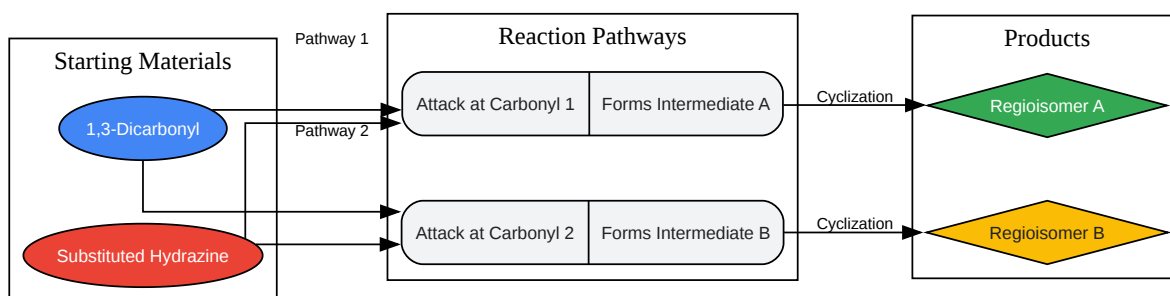 Starting Materials
1,3-Dicarbonyl
Substituted Hydrazine
Pathway 1
Pathway 2
Reaction Pathways
Attack at Carbonyl 1
Forms Intermediate A
Attack at Carbonyl 2
Forms Intermediate B
Cyclization
Cyclization
Products
Regioisomer A
Regioisomer B